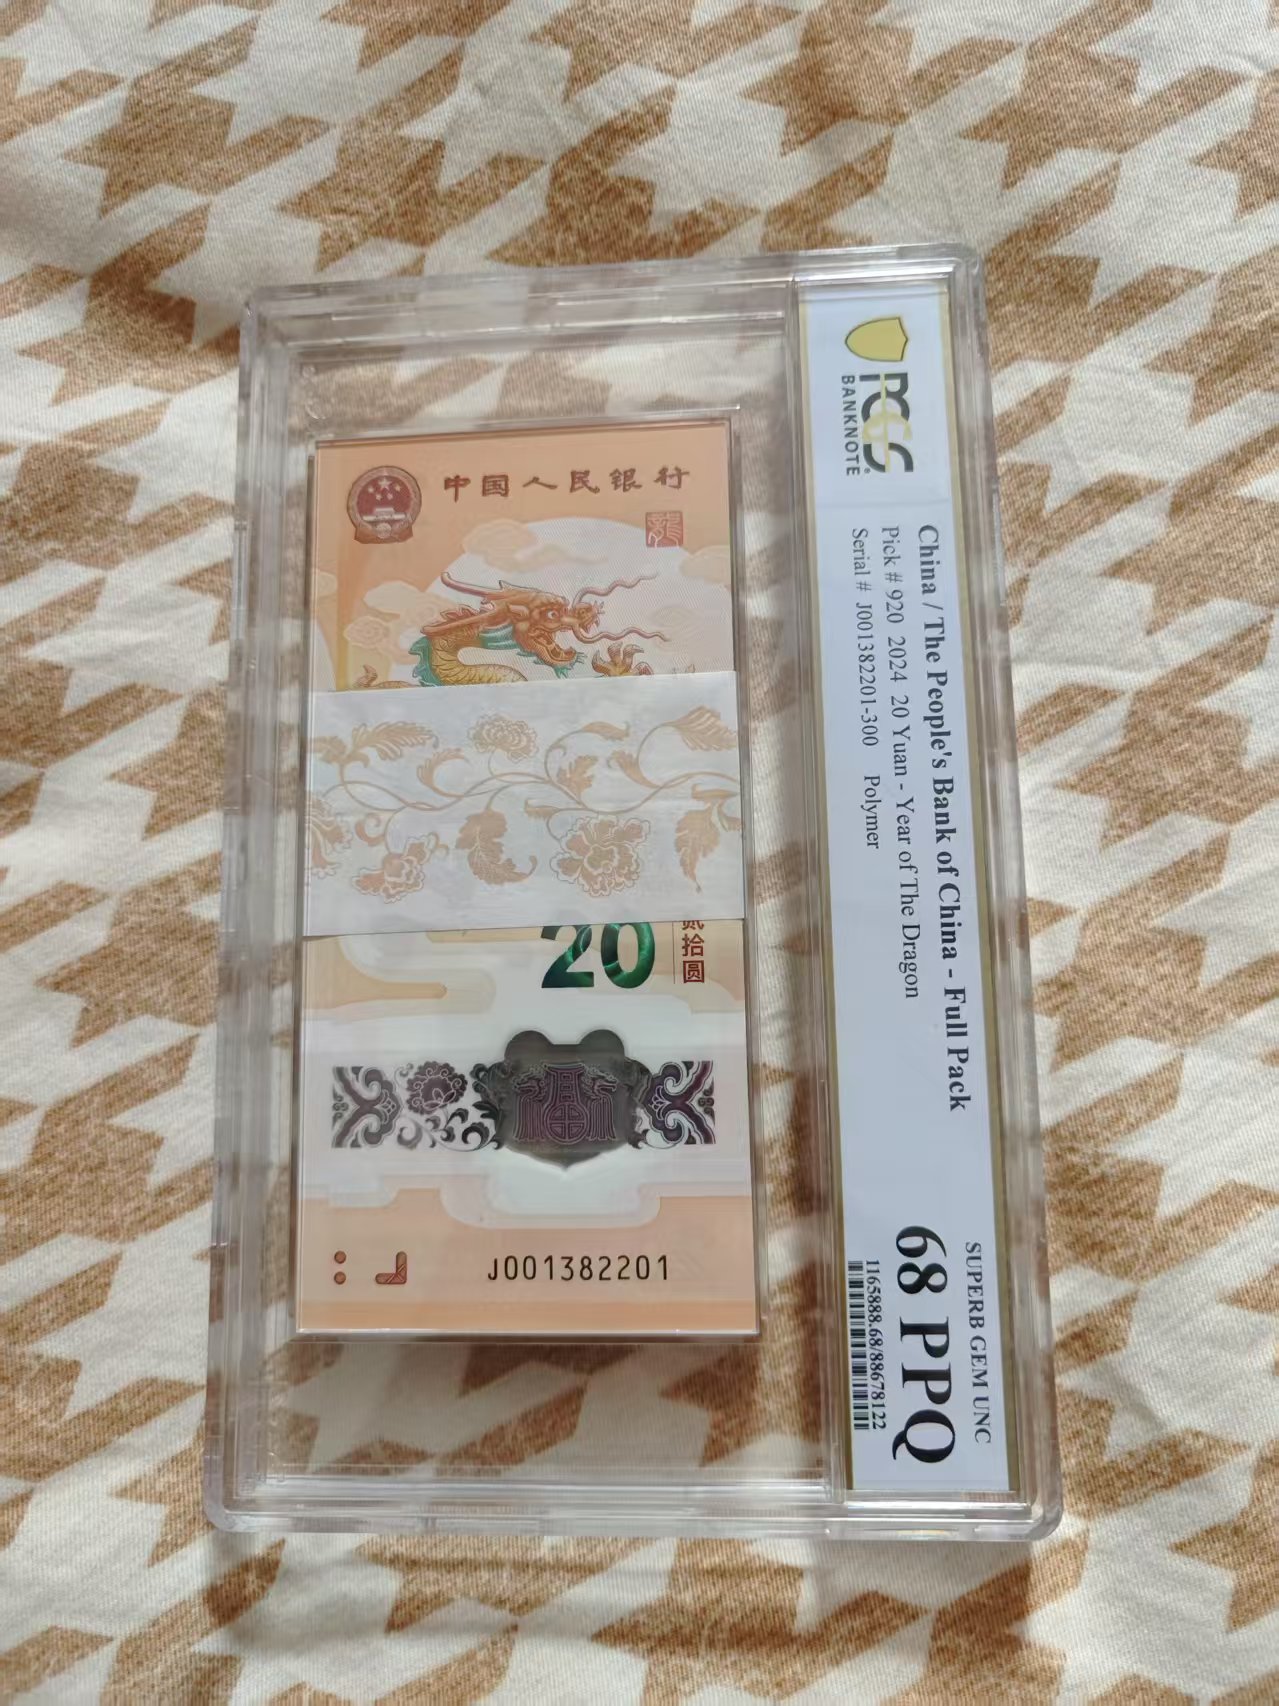 中国人民银行
龍
贰拾圆
20
J001382201
PCGS
BANKNOTE
China / The People's Bank of China - Full Pack
Pick # 920 2024 20 Yuan - Year of The Dragon
Serial # J001382201-300 Polymer
SUPERB GEM UNC
68 PPQ
1165888.68/88678122